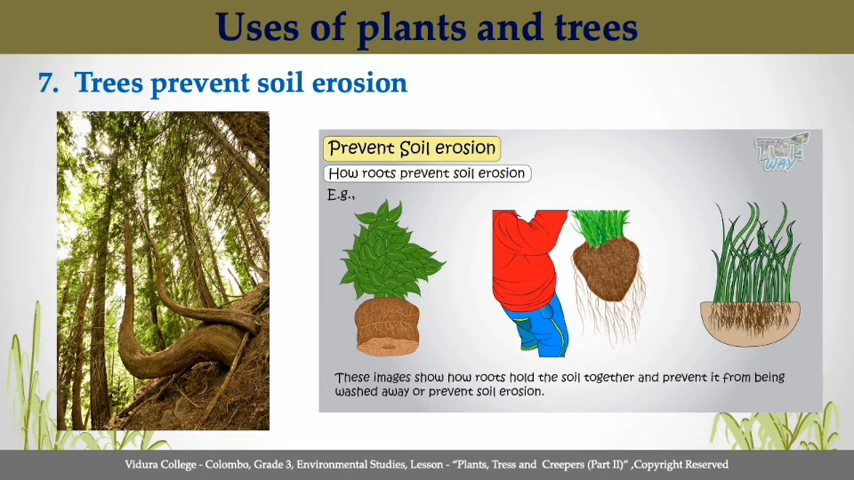 Uses of plants and trees
7. Trees prevent soil erosion
Prevent Soil erosion
How roots prevent soil erosion
E.g.,
These images show how roots hold the soil together and prevent it from being
washed away or prevent soil erosion.
Vidura College - Colombo, Grade 3, Environmental Studies, Lesson - “Plants, Tress and Creepers (Part II)” ,Copyright Reserved